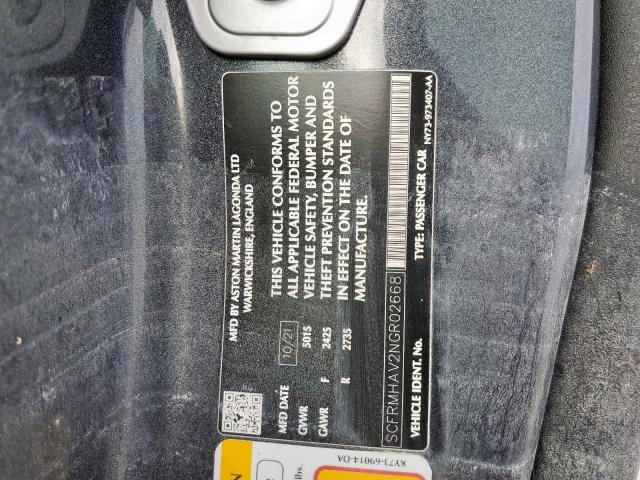 MFD BY ASTON MARTIN LAGONDA LTD
WARWICKSHIRE, ENGLAND
MFD DATE 10/21
GVWR 5015
GAWR F 2425
R 2735
THIS VEHICLE CONFORMS TO
ALL APPLICABLE FEDERAL MOTOR
VEHICLE SAFETY, BUMPER AND
THEFT PREVENTION STANDARDS
IN EFFECT ON THE DATE OF
MANUFACTURE.
SCFRMHAV2NGR02668
VEHICLE IDENT. No. TYPE: PASSENGER CAR
NY73-973407-AA
KY73-69014-DA
lbs.